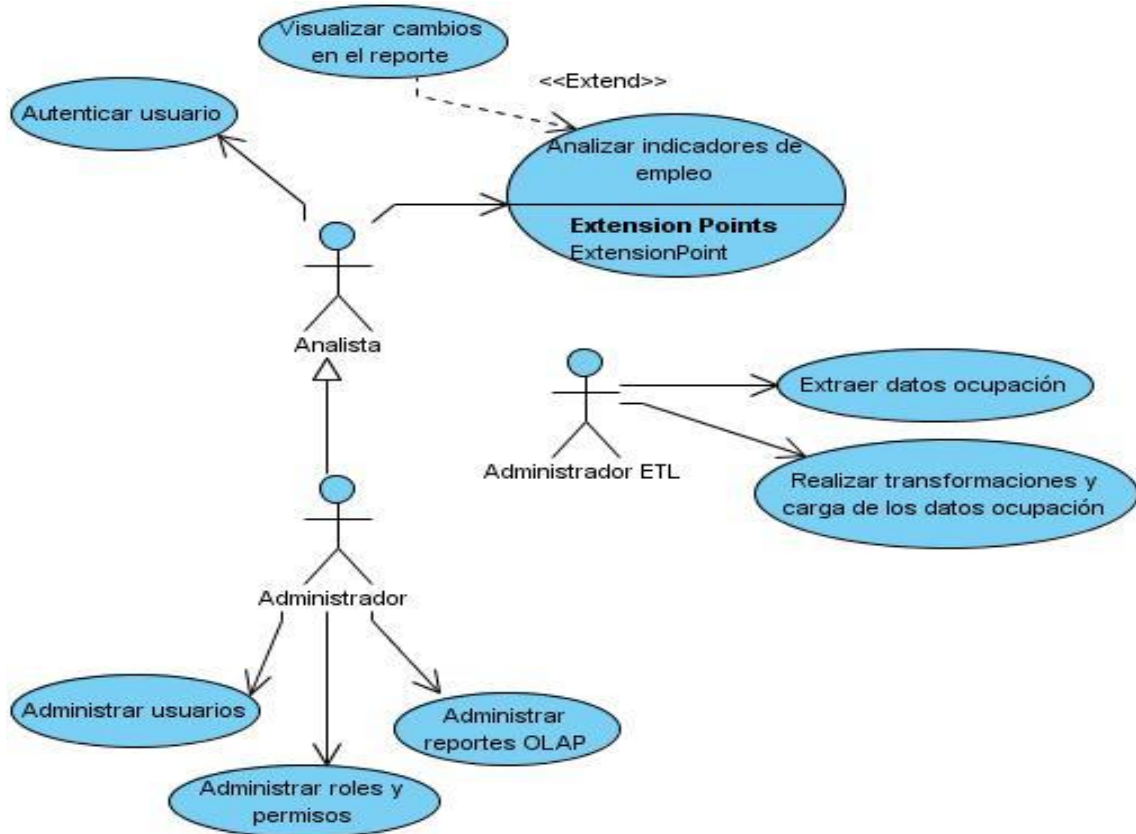 Visualizar cambios
en el reporte
<<Extend>>
Autenticar usuario
Analizar indicadores de
empleo
Extension Points
ExtensionPoint
Analista
Extraer datos ocupación
Administrador ETL
Realizar transformaciones y
carga de los datos ocupación
Administrador
Administrar usuarios
Administrar
reportes OLAP
Administrar roles y
permisos